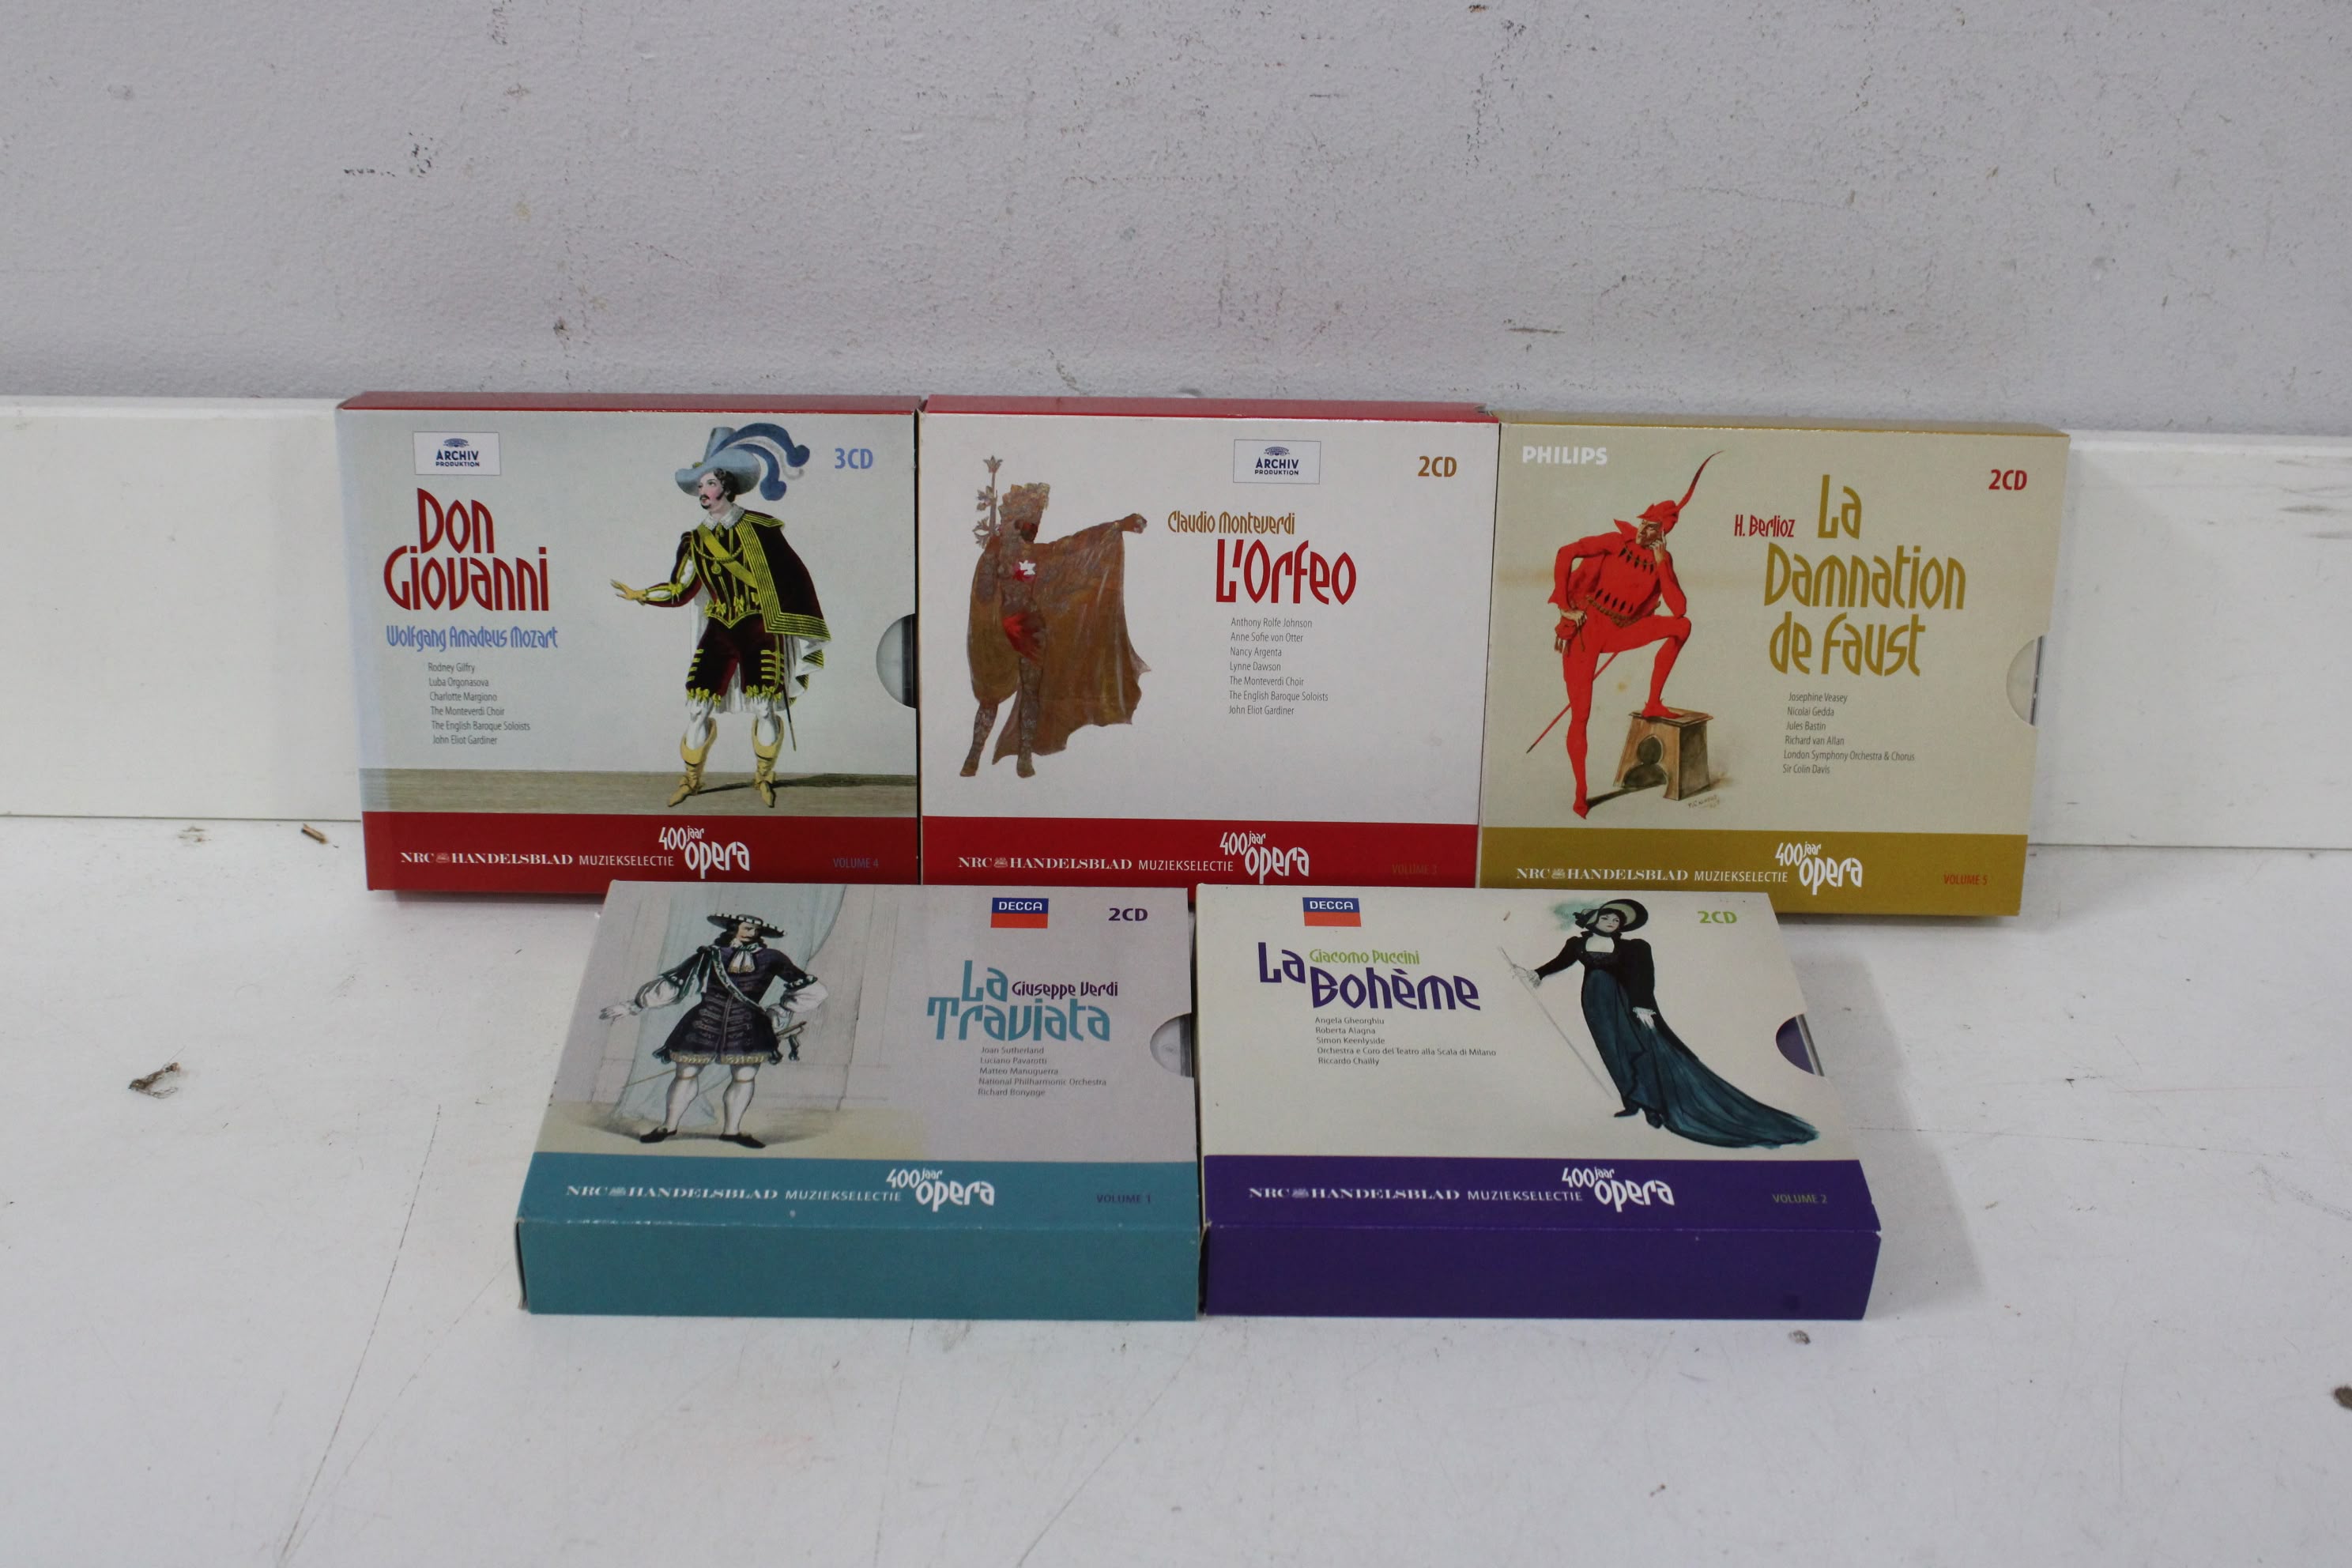 ARCHIV
PRODUKTION
3CD
Don
Giovanni
Wolfgang Amadeus Mozart
Rodney Gilfry
Luba Orgonasova
Charlotte Margiono
The Monteverdi Choir
The English Baroque Soloists
John Eliot Gardiner
NRC HANDELSBLAD MUZIEKSELECTIE
400 jaar
opera
VOLUME 4
ARCHIV
PRODUKTION
2CD
Claudio Monteverdi
L'Orfeo
Anthony Rolfe Johnson
Anne Sofie von Otter
Nancy Argenta
Lynne Dawson
The Monteverdi Choir
The English Baroque Soloists
John Eliot Gardiner
NRC HANDELSBLAD MUZIEKSELECTIE
400 jaar
opera
VOLUME
PHILIPS
2CD
H. Berlioz
La
Damnation
de Faust
Josephine Veasey
Nicolai Gedda
Jules Bastin
Richard van Allan
London Symphony Orchestra & Chorus
Sir Colin Davis
NRC HANDELSBLAD MUZIEKSELECTIE
400 jaar
opera
VOLUME 5
DECCA
2CD
La Giuseppe Verdi
Traviata
Joan Sutherland
Luciano Pavarotti
Matteo Manuguerra
National Philharmonic Orchestra
Richard Bonynge
NRC HANDELSBLAD MUZIEKSELECTIE
400 jaar
opera
VOLUME 1
DECCA
2CD
Giacomo Puccini
La Bohème
Angela Gheorghiu
Roberta Alagna
Simon Keenlyside
Orchestra e Coro del Teatro alla Scala di Milano
Riccardo Chailly
NRC HANDELSBLAD MUZIEKSELECTIE
400 jaar
opera
VOLUME 2